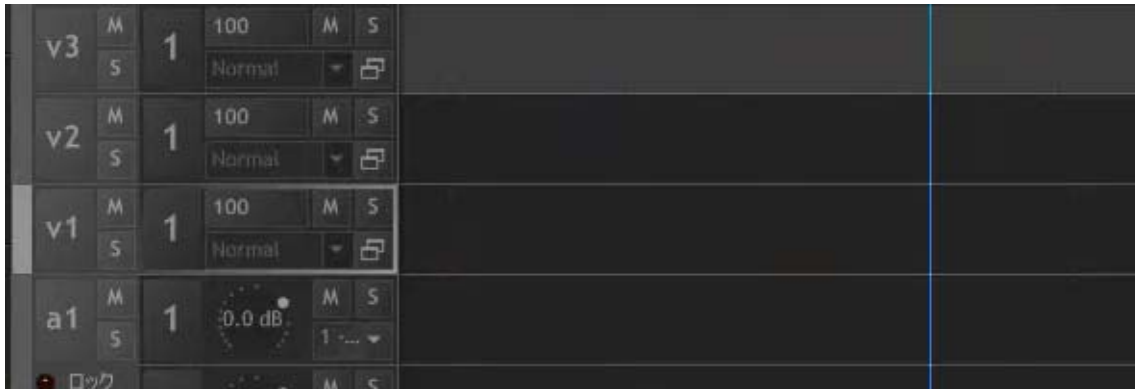 v3 M S 1 100 M S
Normal
v2 M S 1 100 M S
Normal
v1 M S 1 100 M S
Normal
a1 M S 1 0.0 dB M S
1 -...
ロック M S